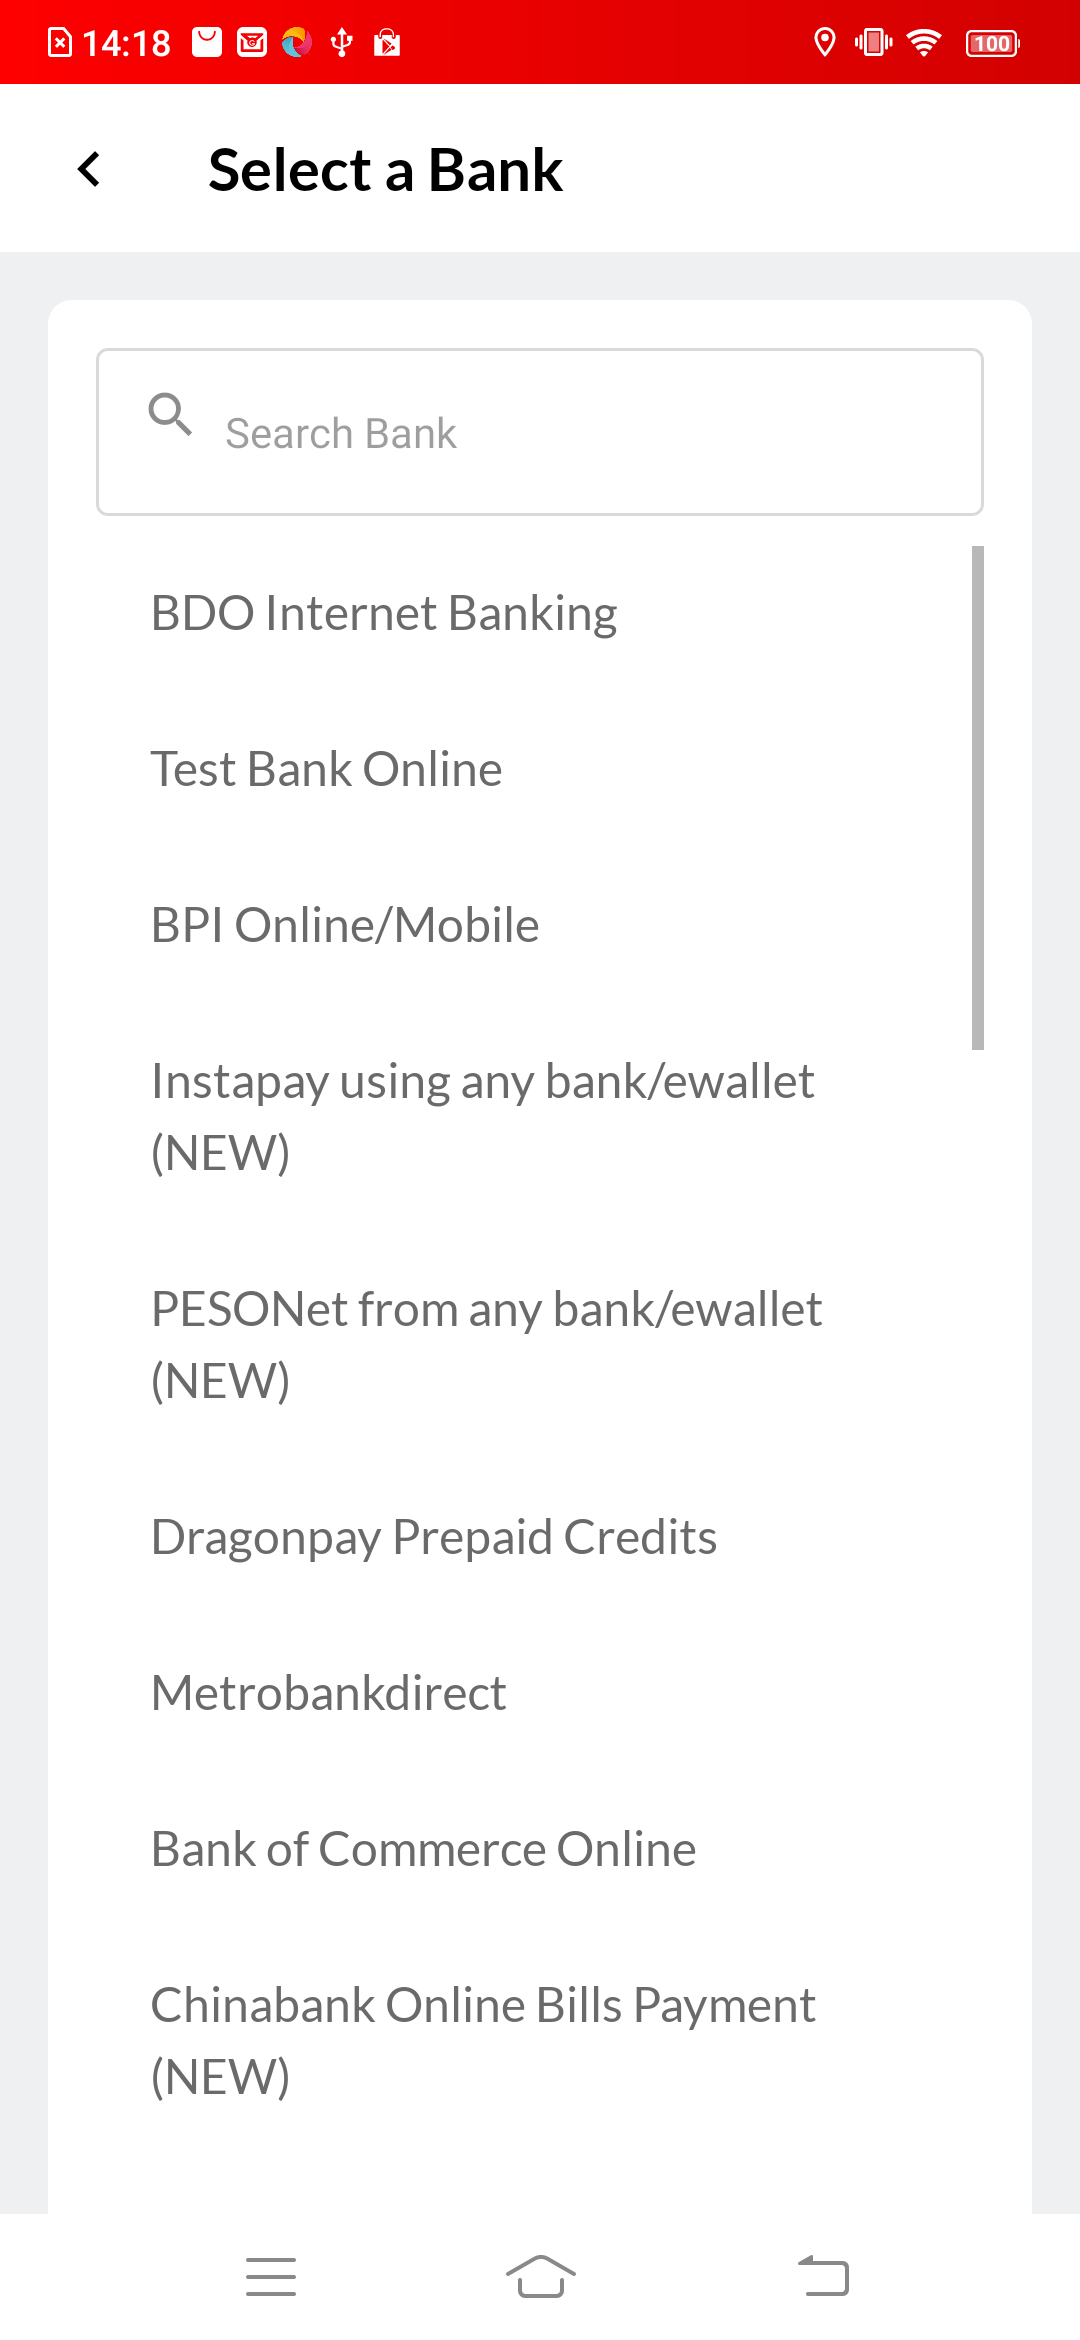 14:18
100
Select a Bank
Search Bank
BDO Internet Banking
Test Bank Online
BPI Online/Mobile
Instapay using any bank/ewallet
(NEW)
PESONet from any bank/ewallet
(NEW)
Dragonpay Prepaid Credits
Metrobankdirect
Bank of Commerce Online
Chinabank Online Bills Payment
(NEW)